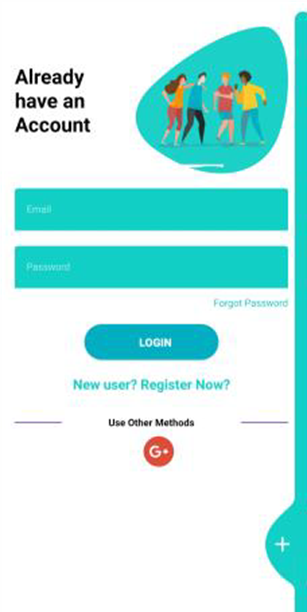 Already
have an
Account
Email
Password
Forgot Password
LOGIN
New user? Register Now?
Use Other Methods
G+
+